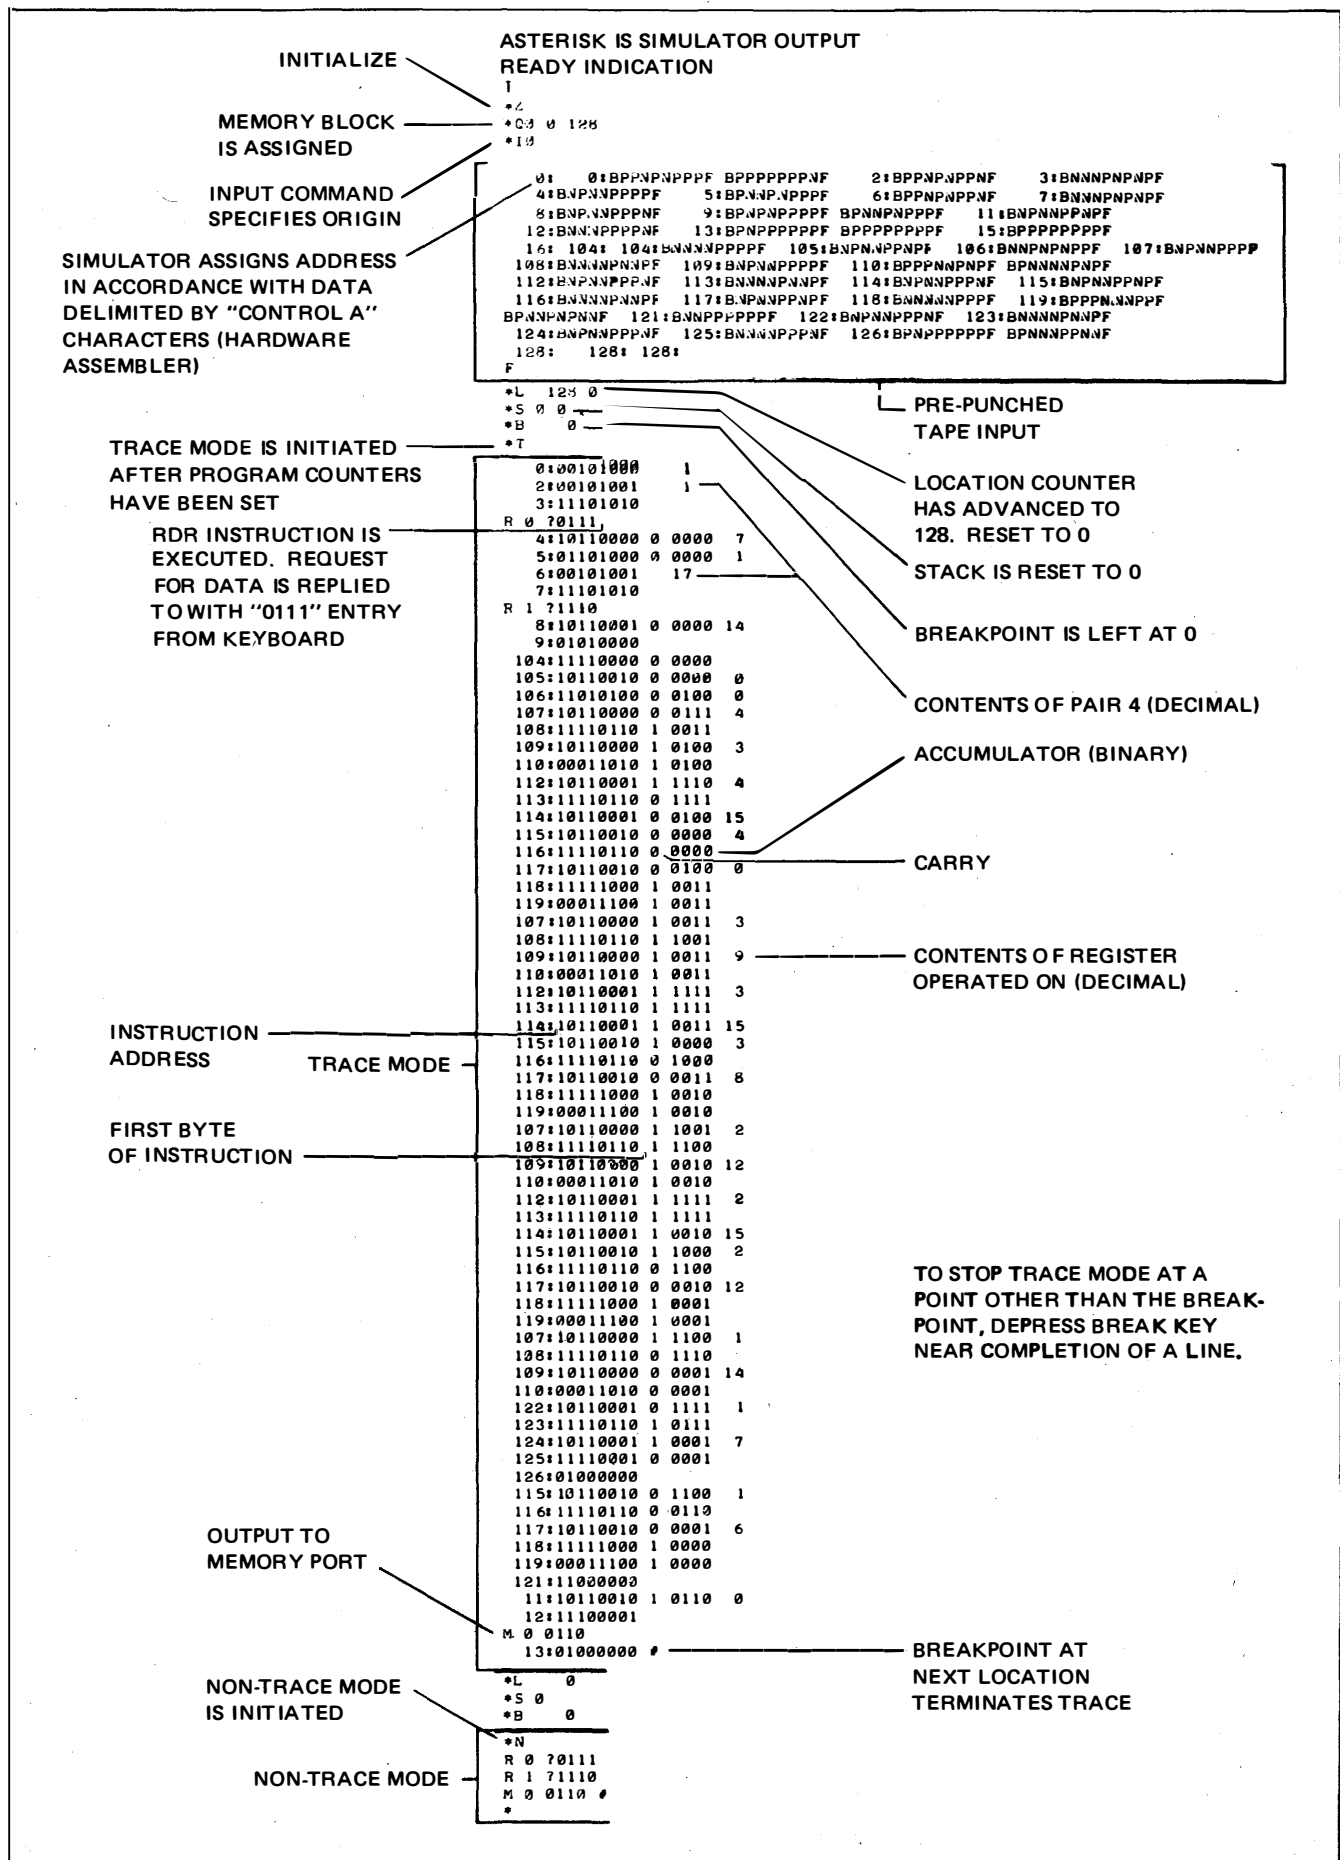 ASTERISK IS SIMULATOR OUTPUT
READY INDICATION
INITIALIZE
T
*Z
MEMORY BLOCK
IS ASSIGNED
*Q0 0 128
*I0
INPUT COMMAND
SPECIFIES ORIGIN
0: 0:BPPNPNPPPF BPPPPPPPNF 2:BPPNPNPPNF 3:BNNNPNPNPF
4:BNPNNPPPPF 5:BPNNPNPPPF 6:BPPNPNPPNF 7:BNNNPNPNPF
8:BNPNNPPPNF 9:BPNPNPPPPF BPNNPNPPPF 11:BNPNNPPNPF
12:BNNNPPPPNF 13:BPNPPPPPPF BPPPPPPPPF 15:BPPPPPPPPF
16: 104: 104:BNNNNPPPPF 105:BNPNNPPNPF 106:BNNPNPNPPF 107:BNPNNPPPP
108:BNNNNPNNPF 109:BNPNNPPPPF 110:BPPPNNPNPF BPNNNNPNPF
112:BNPNNPPPNF 113:BNNNNPNNPF 114:BNPNNPPPNF 115:BNPNNPPNPF
116:BNNNNPNNPF 117:BNPNNPPNPF 118:BNNNNNPPPF 119:BPPPNNNPPF
BPNNPNPNNF 121:BNNPPPPPPF 122:BNPNNPPPNF 123:BNNNNPNNPF
124:BNPNNPPPNF 125:BNNNNPPPNF 126:BPNPPPPPPF BPNNNPPNNF
128: 128: 128:
F
SIMULATOR ASSIGNS ADDRESS
IN ACCORDANCE WITH DATA
DELIMITED BY "CONTROL A"
CHARACTERS (HARDWARE
ASSEMBLER)
PRE-PUNCHED
TAPE INPUT
*L 128 0
*S 0 0
*B 0
*T
TRACE MODE IS INITIATED
AFTER PROGRAM COUNTERS
HAVE BEEN SET
LOCATION COUNTER
HAS ADVANCED TO
128. RESET TO 0
STACK IS RESET TO 0
BREAKPOINT IS LEFT AT 0
CONTENTS OF PAIR 4 (DECIMAL)
ACCUMULATOR (BINARY)
CARRY
CONTENTS OF REGISTER
OPERATED ON (DECIMAL)
RDR INSTRUCTION IS
EXECUTED. REQUEST
FOR DATA IS REPLIED
TO WITH "0111" ENTRY
FROM KEYBOARD
0:00101000 1
2:00101001 1
3:11101010
R 0 ?0111
4:10110000 0 0000 7
5:01101000 0 0000 1
6:00101001 17
7:11101010
R 1 ?1110
8:10110001 0 0000 14
9:01010000
104:11110000 0 0000
105:10110010 0 0000 0
106:11010100 0 0100 0
107:10110000 0 0111 4
108:11110110 1 0011
109:10110000 1 0100 3
110:00011010 1 0100
112:10110001 1 1110 4
113:11110110 0 1111
114:10110001 0 0100 15
115:10110010 0 0000 4
116:11110110 0 0000
117:10110010 0 0100 0
118:11111000 1 0011
119:00011100 1 0011
107:10110000 1 0011 3
108:11110110 1 1001
109:10110000 1 0011 9
110:00011010 1 0011
112:10110001 1 1111 3
113:11110110 1 1111
114:10110001 1 0011 15
115:10110010 1 0000 3
116:11110110 0 1000
117:10110010 0 0011 8
118:11111000 1 0010
119:00011100 1 0010
107:10110000 1 1001 2
108:11110110 1 1100
109:10110000 1 0010 12
110:00011010 1 0010
112:10110001 1 1111 2
113:11110110 1 1111
114:10110001 1 0010 15
115:10110010 1 1000 2
116:11110110 0 1100
117:10110010 0 0010 12
118:11111000 1 0001
119:00011100 1 0001
107:10110000 1 1100 1
108:11110110 0 1110
109:10110000 0 0001 14
110:00011010 0 0001
122:10110001 0 1111 1
123:11110110 1 0111
124:10110001 1 0001 7
125:11110001 0 0001
126:01000000
115:10110010 0 1100 1
116:11110110 0 0110
117:10110010 0 0001 6
118:11111000 1 0000
119:00011100 1 0000
121:11000000
11:10110010 1 0110 0
12:11100001
M 0 0110
13:01000000 #
INSTRUCTION
ADDRESS
TRACE MODE
FIRST BYTE
OF INSTRUCTION
TO STOP TRACE MODE AT A
POINT OTHER THAN THE BREAK-
POINT, DEPRESS BREAK KEY
NEAR COMPLETION OF A LINE.
OUTPUT TO
MEMORY PORT
BREAKPOINT AT
NEXT LOCATION
TERMINATES TRACE
*L 0
*S 0
*B 0
NON-TRACE MODE
IS INITIATED
*N
R 0 ?0111
R 1 ?1110
M 0 0110 #
*
NON-TRACE MODE